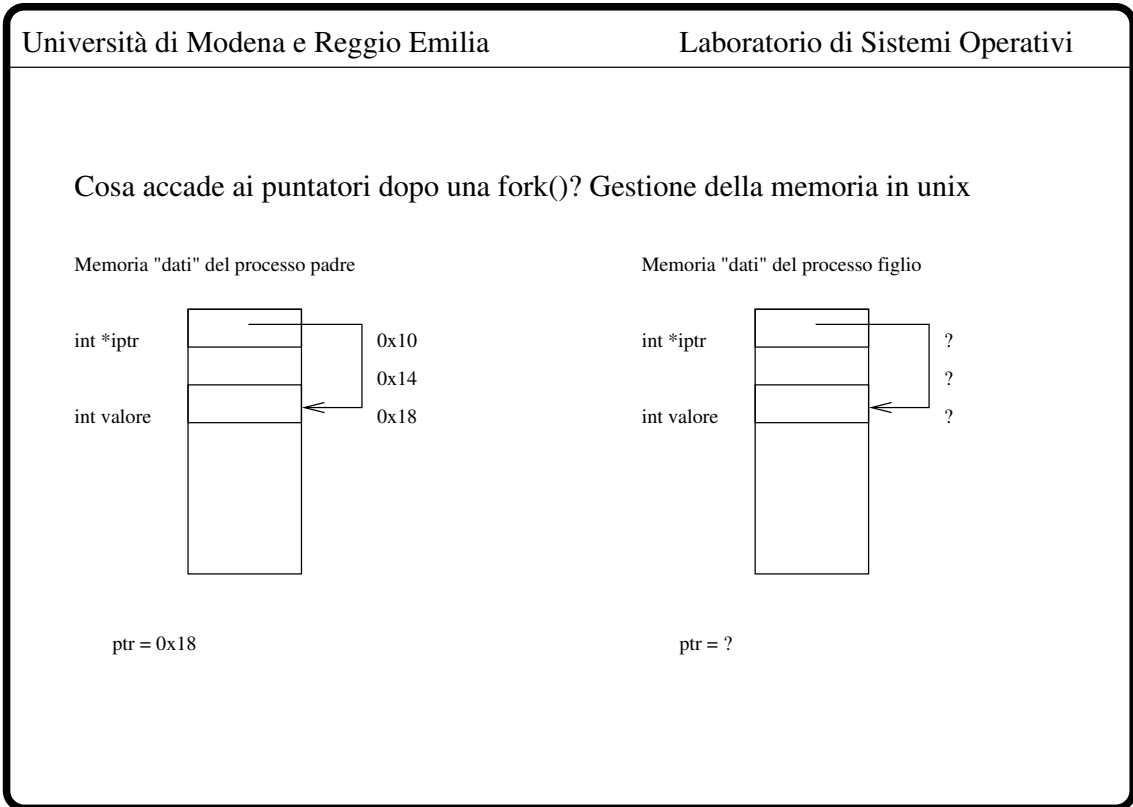 Università di Modena e Reggio Emilia Laboratorio di Sistemi Operativi
Cosa accade ai puntatori dopo una fork()? Gestione della memoria in unix
Memoria "dati" del processo padre Memoria "dati" del processo figlio
int *iptr 0x10 int *iptr ?
0x14 ?
int valore 0x18 int valore ?
ptr = 0x18 ptr = ?